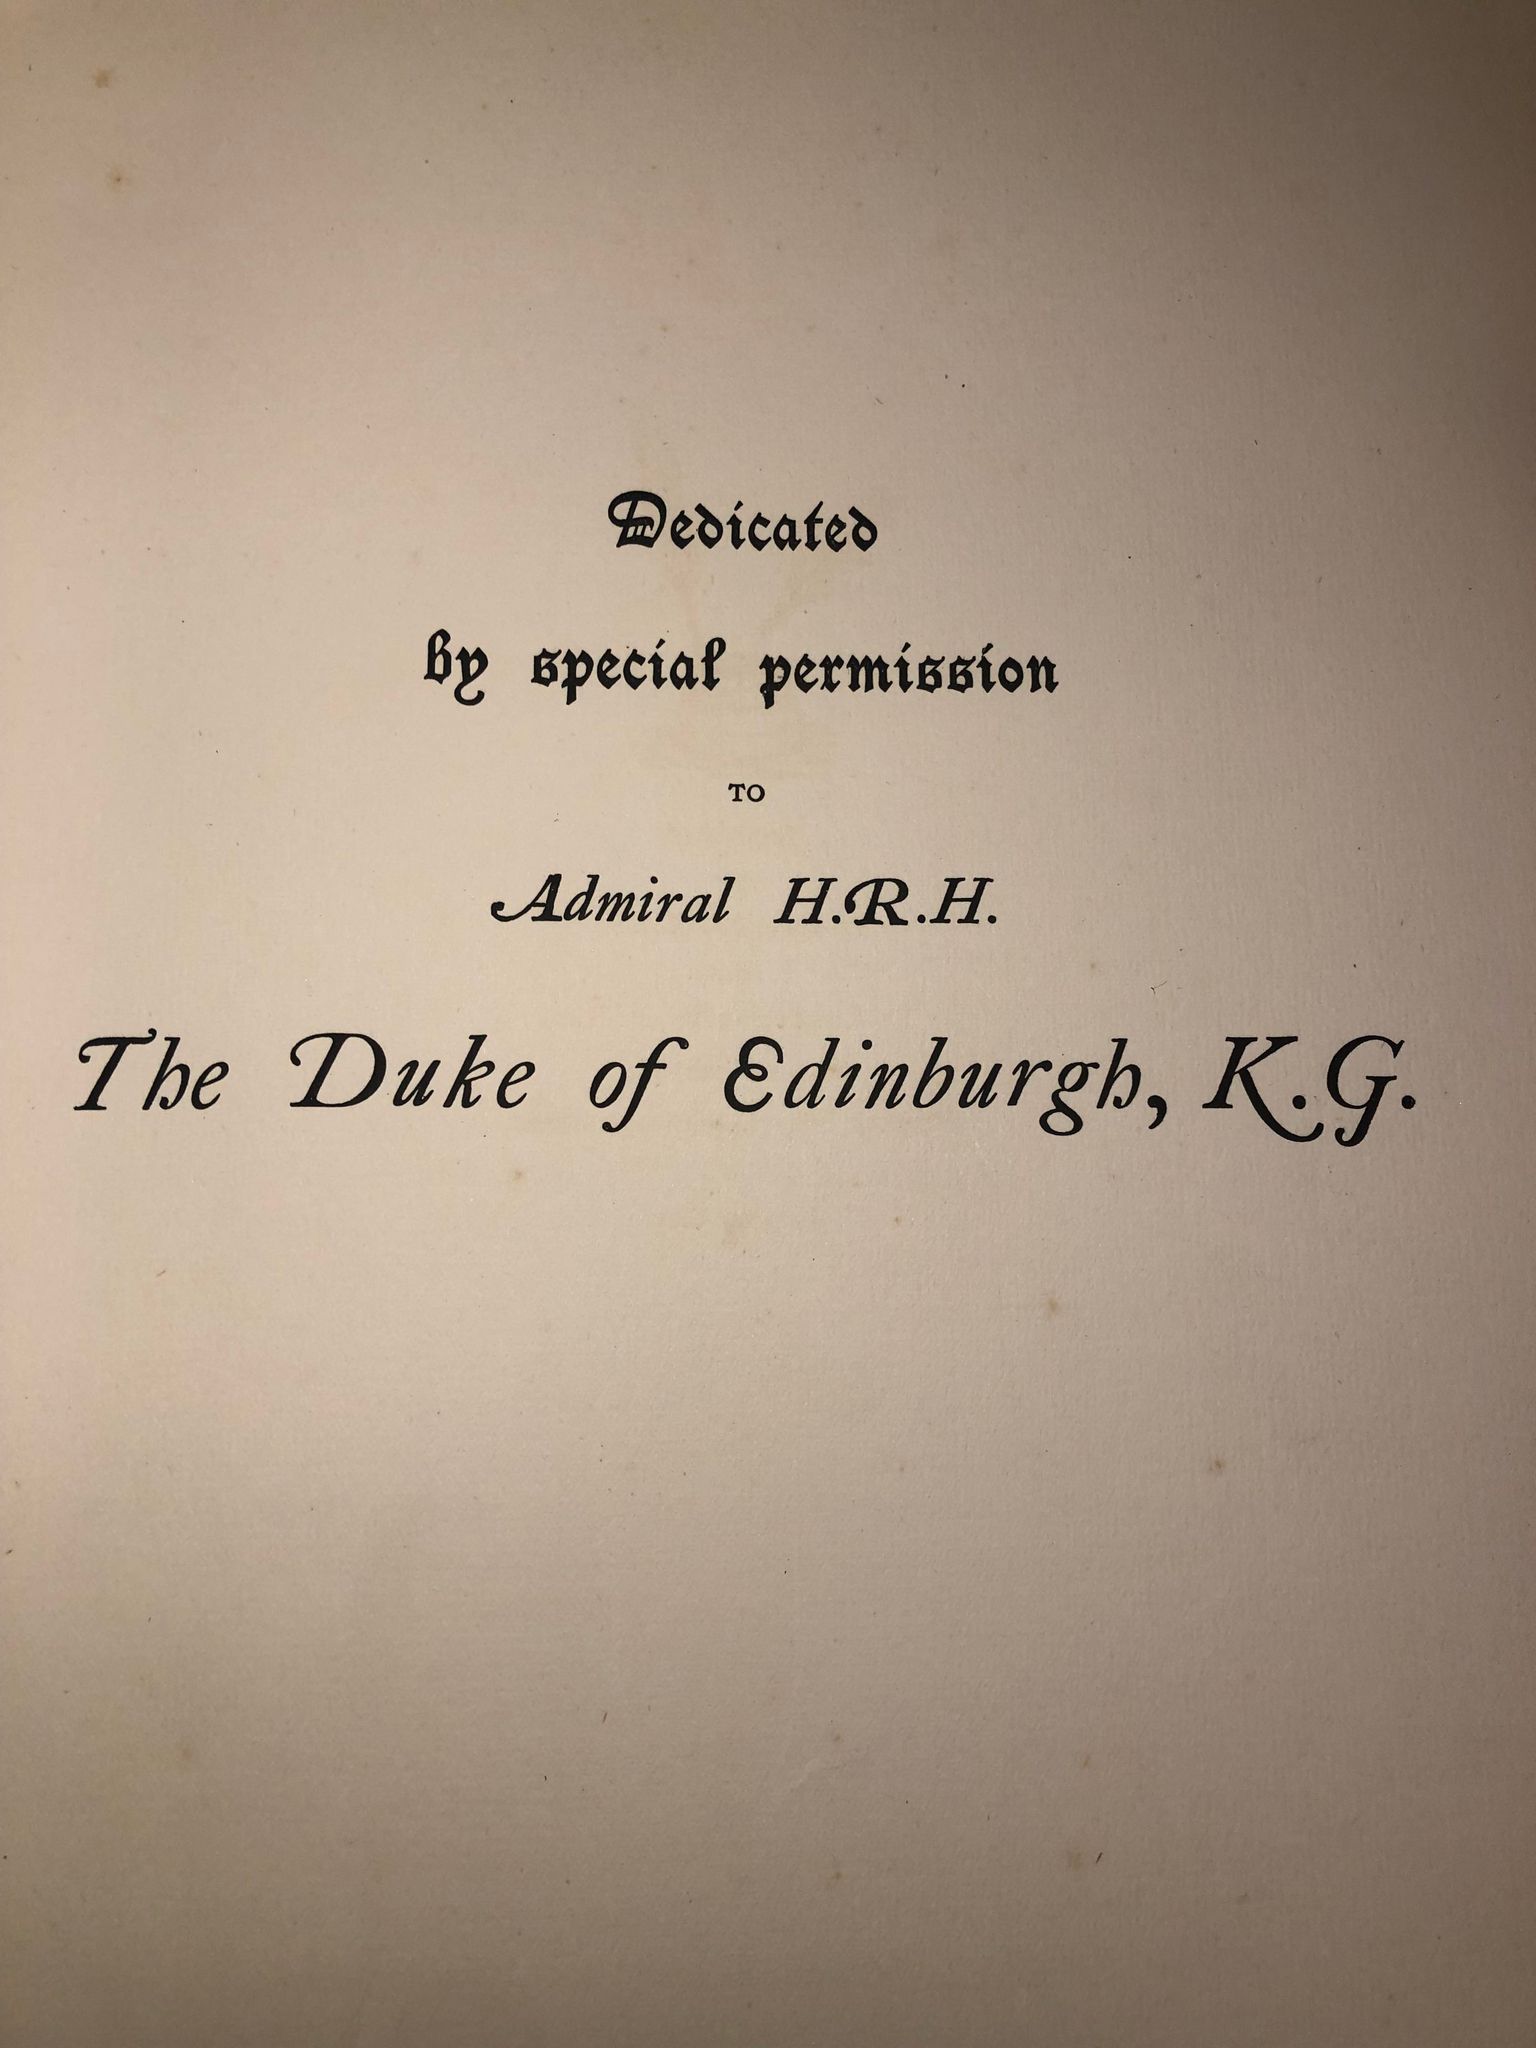 Dedicated
by special permission
TO
Admiral H.R.H.
The Duke of Edinburgh, K.G.